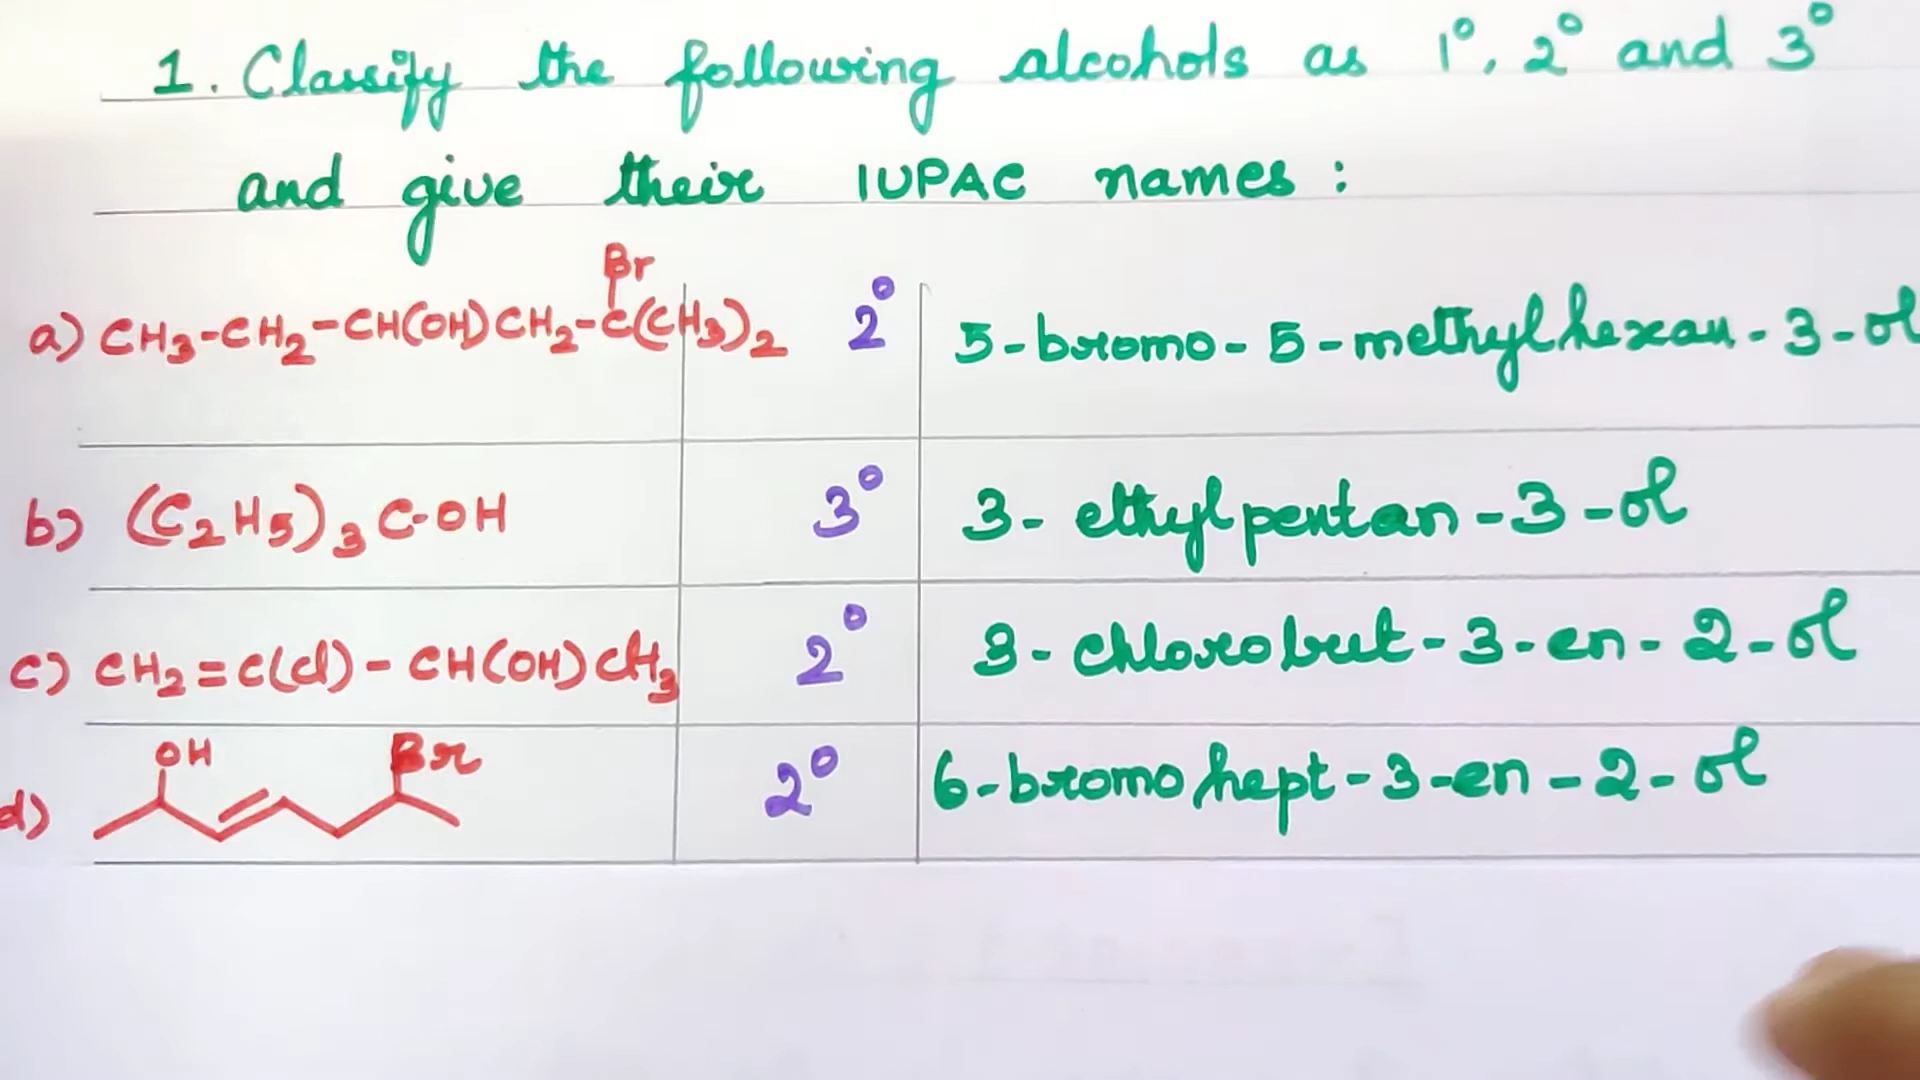 1. Classify the following alcohols as 1°, 2° and 3°
and give their IUPAC names :
Br
a) CH₃-CH₂-CH(OH)CH₂-C(CH₃)₂ 2° 5-bromo-5-methylhexan-3-ol
b) (C₂H₅)₃C-OH 3° 3-ethylpentan-3-ol
c) CH₂=C(Cl)-CH(OH)CH₃ 2° 3-chlorobut-3-en-2-ol
OH Br
d) 2° 6-bromohept-3-en-2-ol